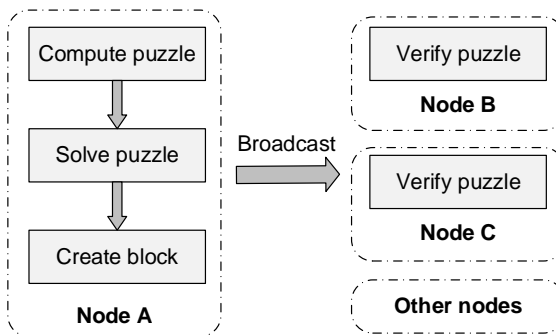 Compute puzzle
Solve puzzle
Create block
Node A
Broadcast
Verify puzzle
Node B
Verify puzzle
Node C
Other nodes